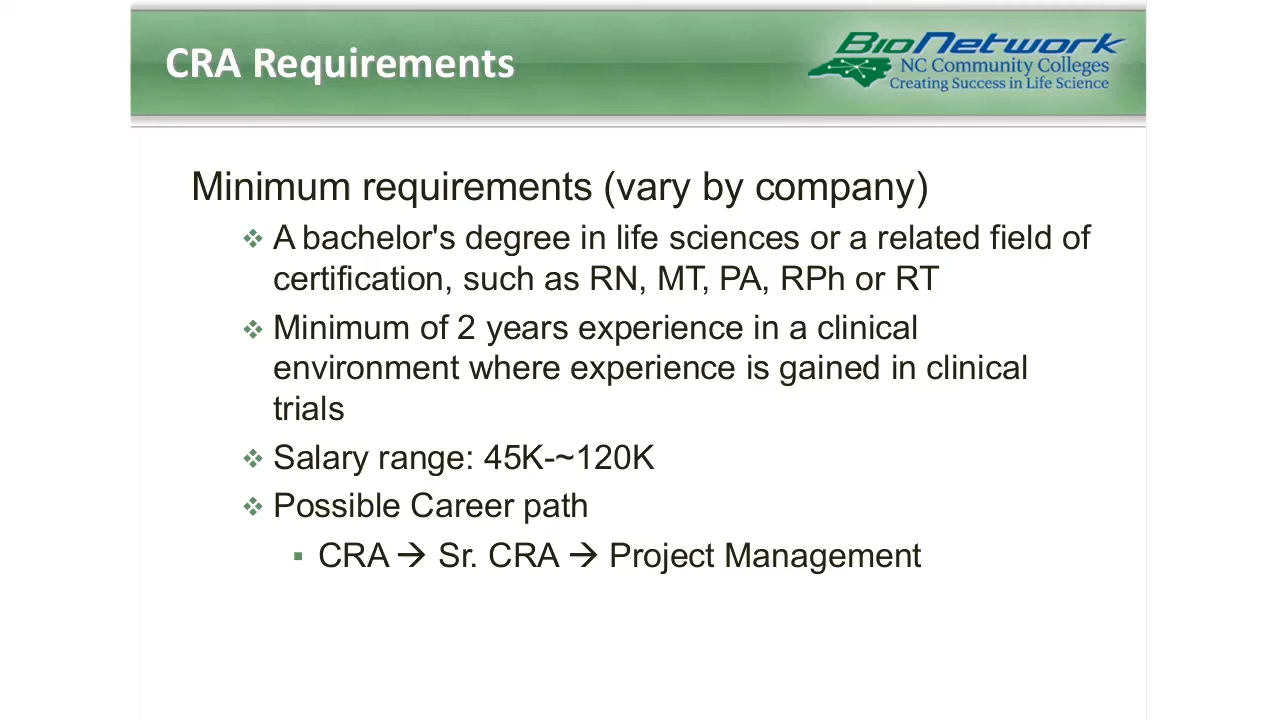 CRA Requirements
BioNetwork
NC Community Colleges
Creating Success in Life Science
Minimum requirements (vary by company)
❖ A bachelor's degree in life sciences or a related field of
certification, such as RN, MT, PA, RPh or RT
❖ Minimum of 2 years experience in a clinical
environment where experience is gained in clinical
trials
❖ Salary range: 45K-~120K
❖ Possible Career path
▪ CRA → Sr. CRA → Project Management